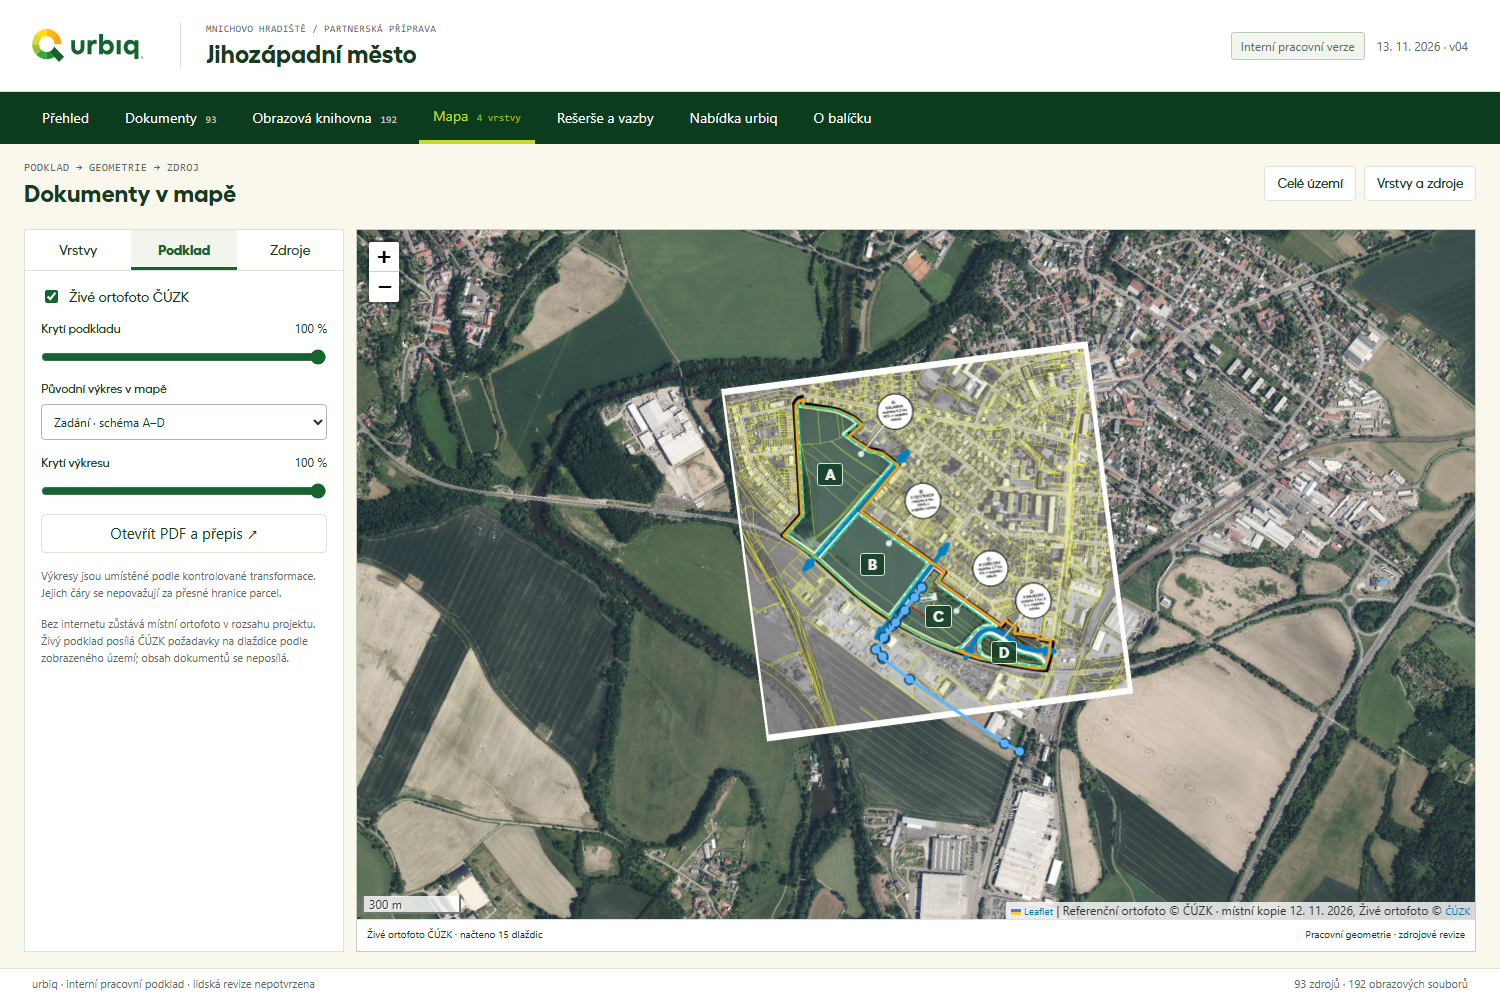 urbiq
MNICHOVO HRADIŠTĚ / PARTNERSKÁ PŘÍPRAVA
Jihozápadní město
Interní pracovní verze
13. 11. 2026 · v04
Přehled
Dokumenty 93
Obrazová knihovna 192
Mapa 4 vrstvy
Rešerše a vazby
Nabídka urbiq
O balíčku
PODKLAD → GEOMETRIE → ZDROJ
Dokumenty v mapě
Celé území
Vrstvy a zdroje
Vrstvy
Podklad
Zdroje
Živé ortofoto ČÚZK
Krytí podkladu 100 %
Původní výkres v mapě
Zadání · schéma A–D
Krytí výkresu 100 %
Otevřít PDF a přepis ↗
Výkresy jsou umístěné podle kontrolované transformace.
Jejich čáry se nepovažují za přesné hranice parcel.
Bez internetu zůstává místní ortofoto v rozsahu projektu.
Živý podklad posílá ČÚZK požadavky na dlaždice podle
zobrazeného území; obsah dokumentů se neposílá.
+
−
A
B
C
D
300 m
Leaflet | Referenční ortofoto © ČÚZK · místní kopie 12. 11. 2026, Živé ortofoto © ČÚZK
Živé ortofoto ČÚZK · načteno 15 dlaždic
Pracovní geometrie · zdrojové revize
urbiq · interní pracovní podklad · lidská revize nepotvrzena
93 zdrojů · 192 obrazových souborů